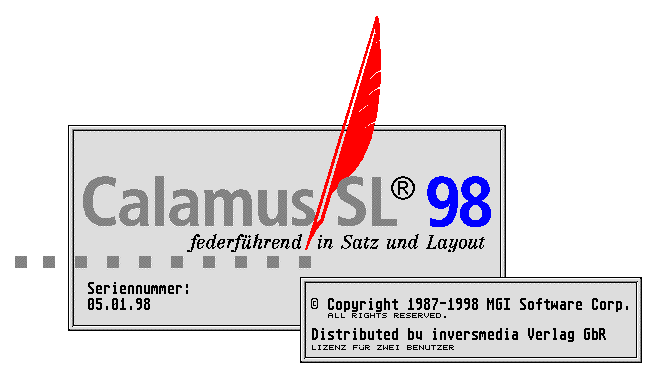 Calamus SL® 98
federführend in Satz und Layout
Seriennummer:
05.01.98
© Copyright 1987-1998 MGI Software Corp.
ALL RIGHTS RESERVED.
Distributed by inversmedia Verlag GbR
LIZENZ FÜR ZWEI BENUTZER